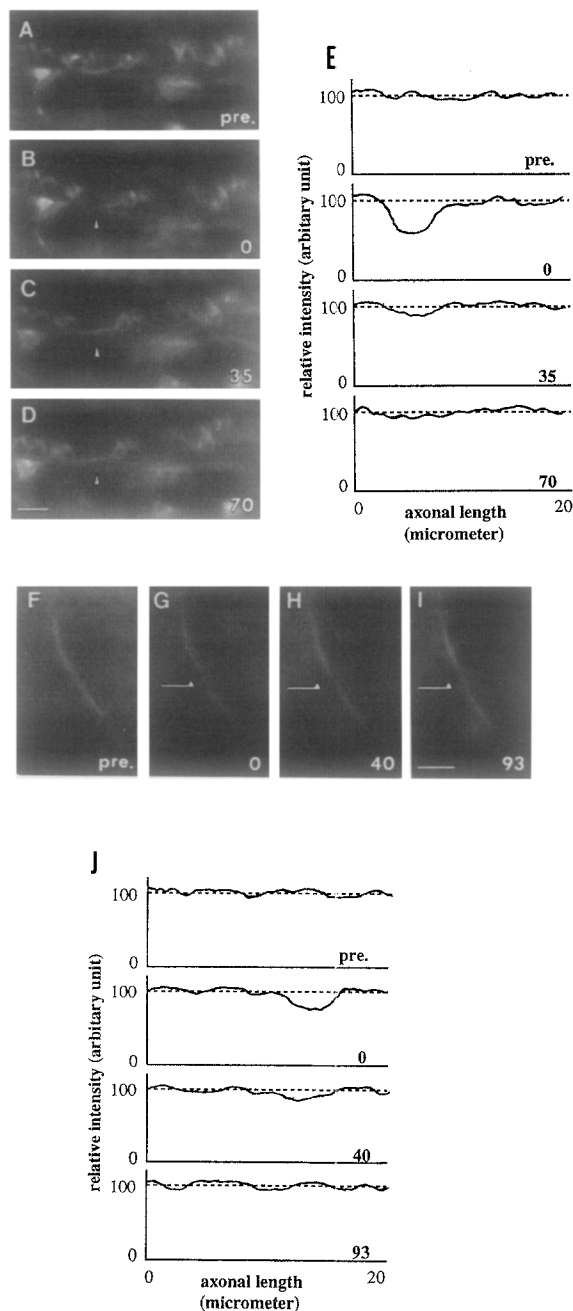 A
pre.
B
0
C
35
D
70
E
relative intensity (arbitary unit)
100
0
pre.
100
0
0
100
0
35
100
0
70
0
20
axonal length
(micrometer)
F
pre.
G
0
H
40
I
93
J
relative intensity (arbitary unit)
100
0
pre.
100
0
0
100
0
40
100
0
93
0
20
axonal length
(micrometer)